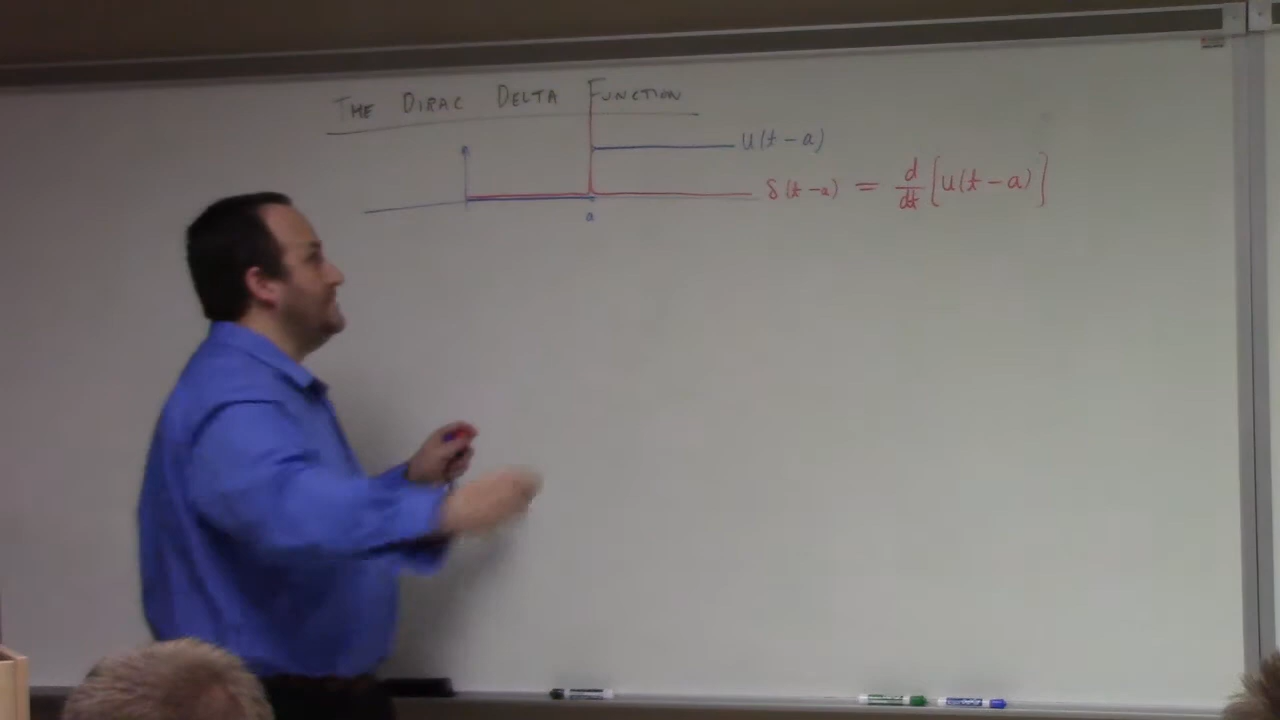 THE DIRAC DELTA FUNCTION
u(t-a)
δ(t-a) = d/dt [u(t-a)]
a